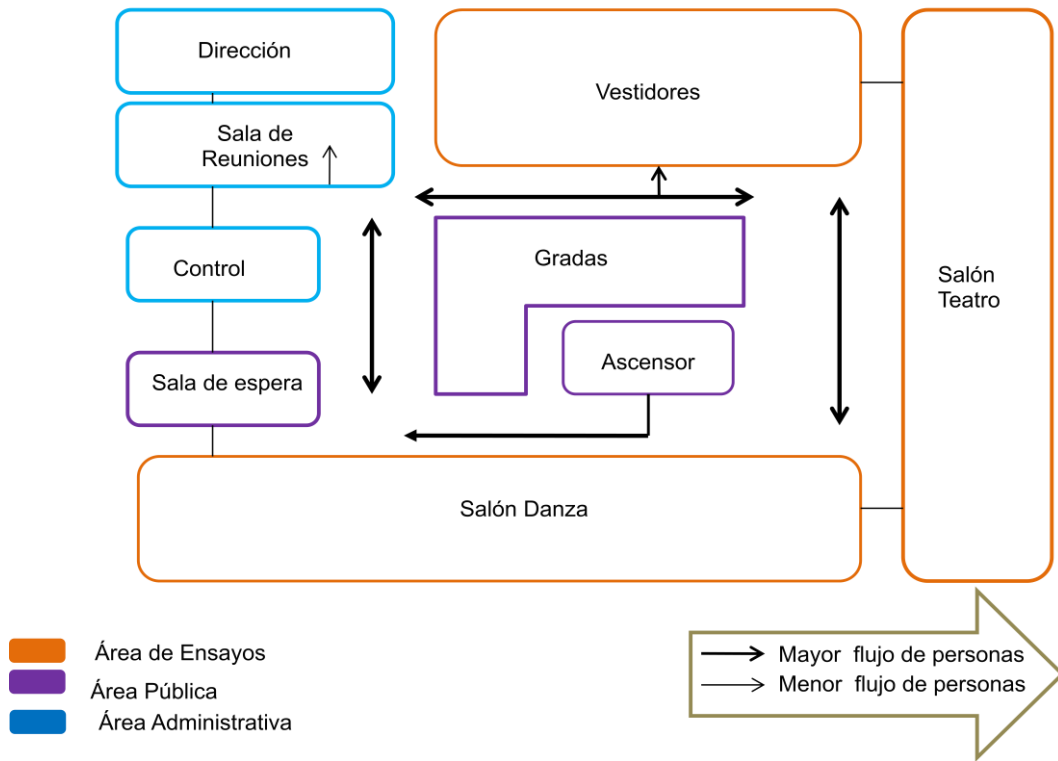 Dirección
Vestidores
Sala de
Reuniones
Control
Gradas
Salón
Teatro
Sala de espera
Ascensor
Salón Danza
Área de Ensayos
Área Pública
Área Administrativa
Mayor flujo de personas
Menor flujo de personas